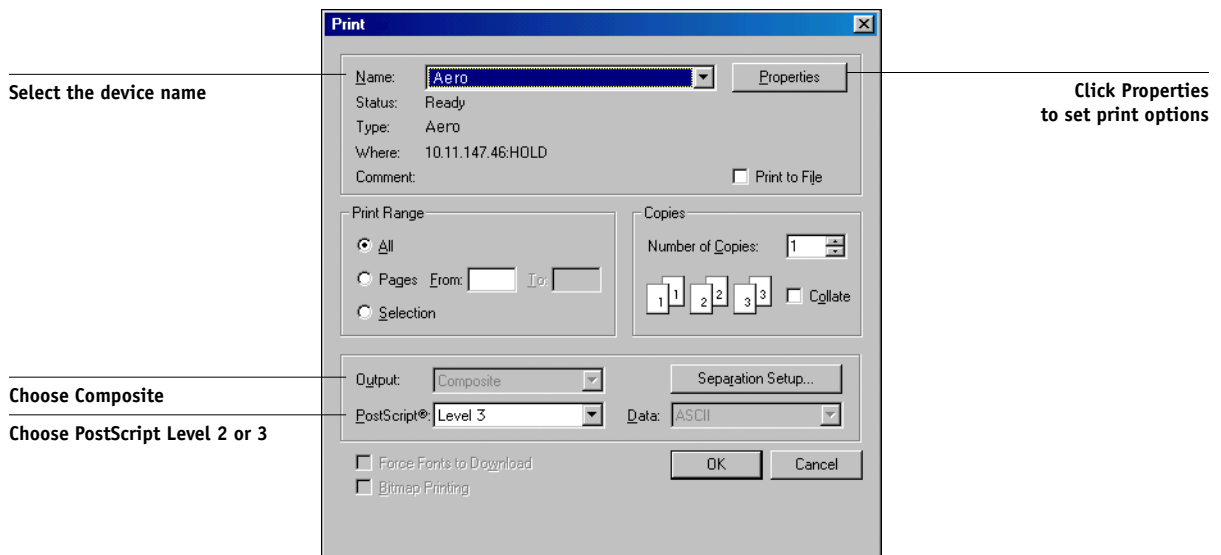 Print
Name: Aero
Properties
Select the device name
Click Properties
to set print options
Status: Ready
Type: Aero
Where: 10.11.147.46:HOLD
Comment:
Print to File
Print Range
Copies
All
Number of Copies: 1
Pages From: To:
1 1 2 2 3 3
Collate
Selection
Output: Composite
Separation Setup...
Choose Composite
PostScript®: Level 3
Data: ASCII
Choose PostScript Level 2 or 3
Force Fonts to Download
OK
Cancel
Bitmap Printing